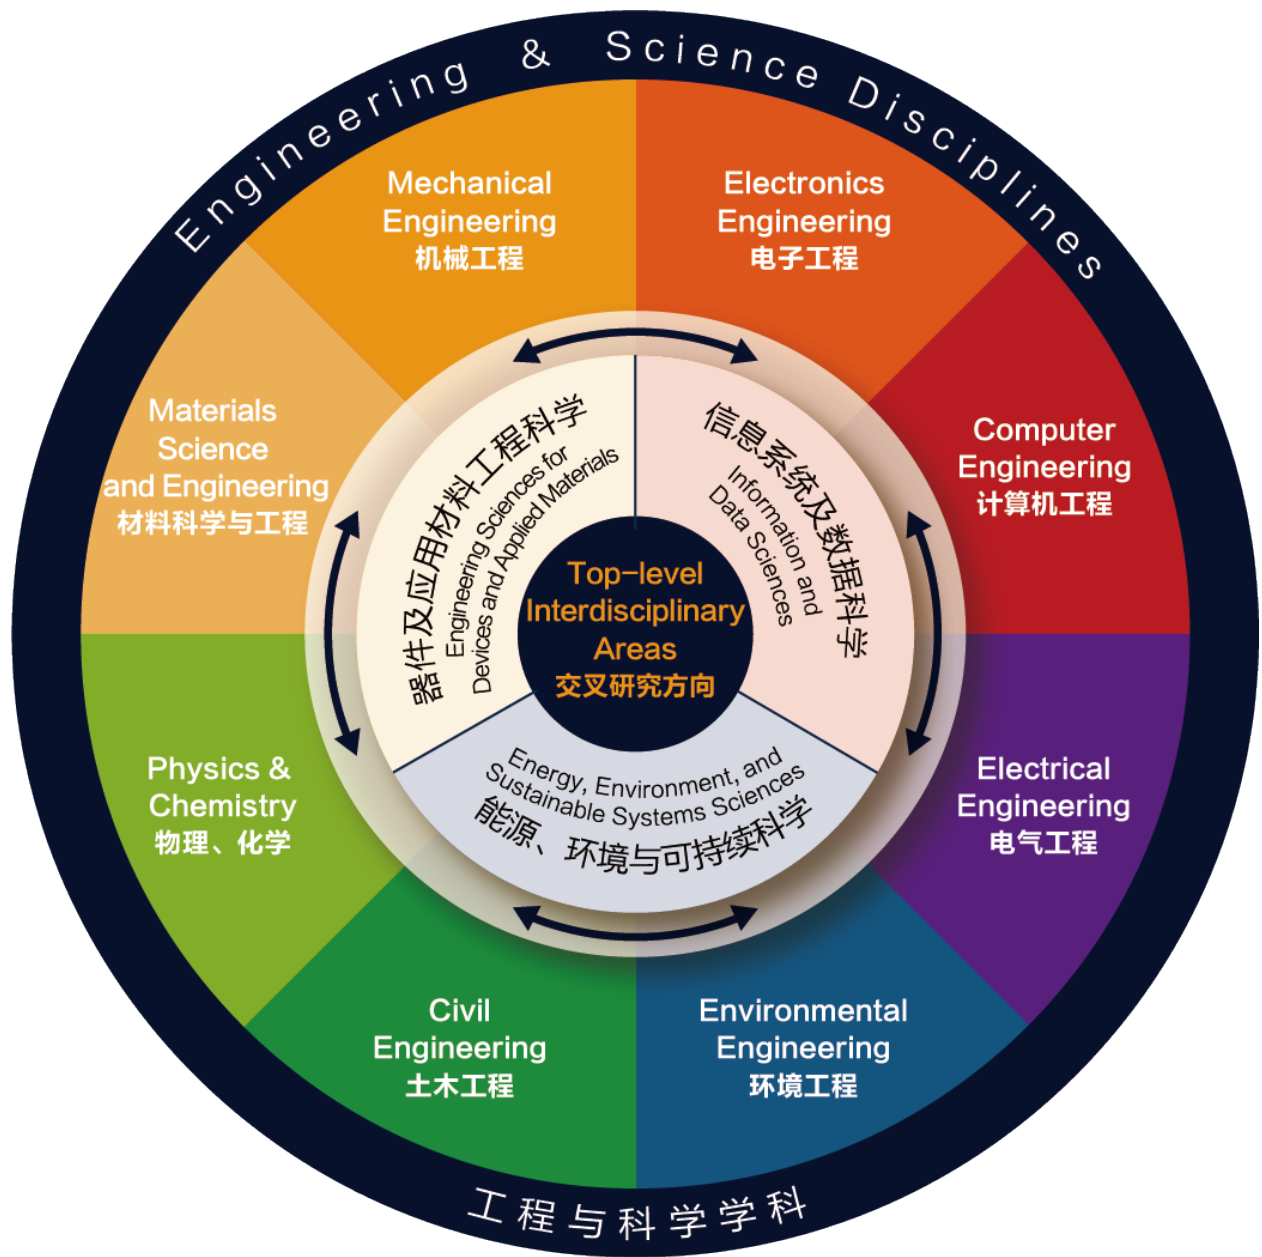 Engineering & Science Disciplines
Mechanical
Engineering
机械工程
Electronics
Engineering
电子工程
Computer
Engineering
计算机工程
Electrical
Engineering
电气工程
Environmental
Engineering
环境工程
Civil
Engineering
土木工程
Physics &
Chemistry
物理、化学
Materials
Science
and Engineering
材料科学与工程
器件及应用材料工程科学
Engineering Sciences for
Devices and Applied Materials
信息系统及数据科学
Information and
Data Sciences
Energy, Environment, and
Sustainable Systems Sciences
能源、环境与可持续科学
Top-level
Interdisciplinary
Areas
交叉研究方向
工程与科学学科